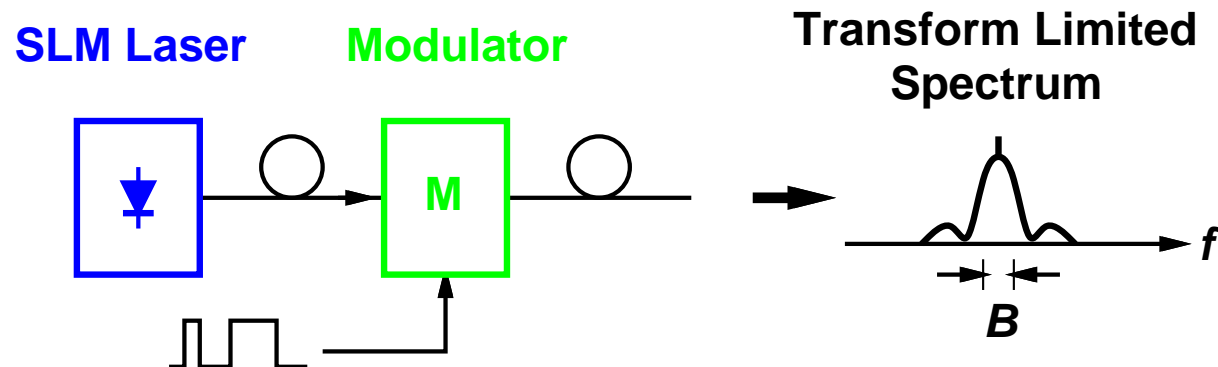 SLM Laser
Modulator
Transform Limited
Spectrum
M
f
B